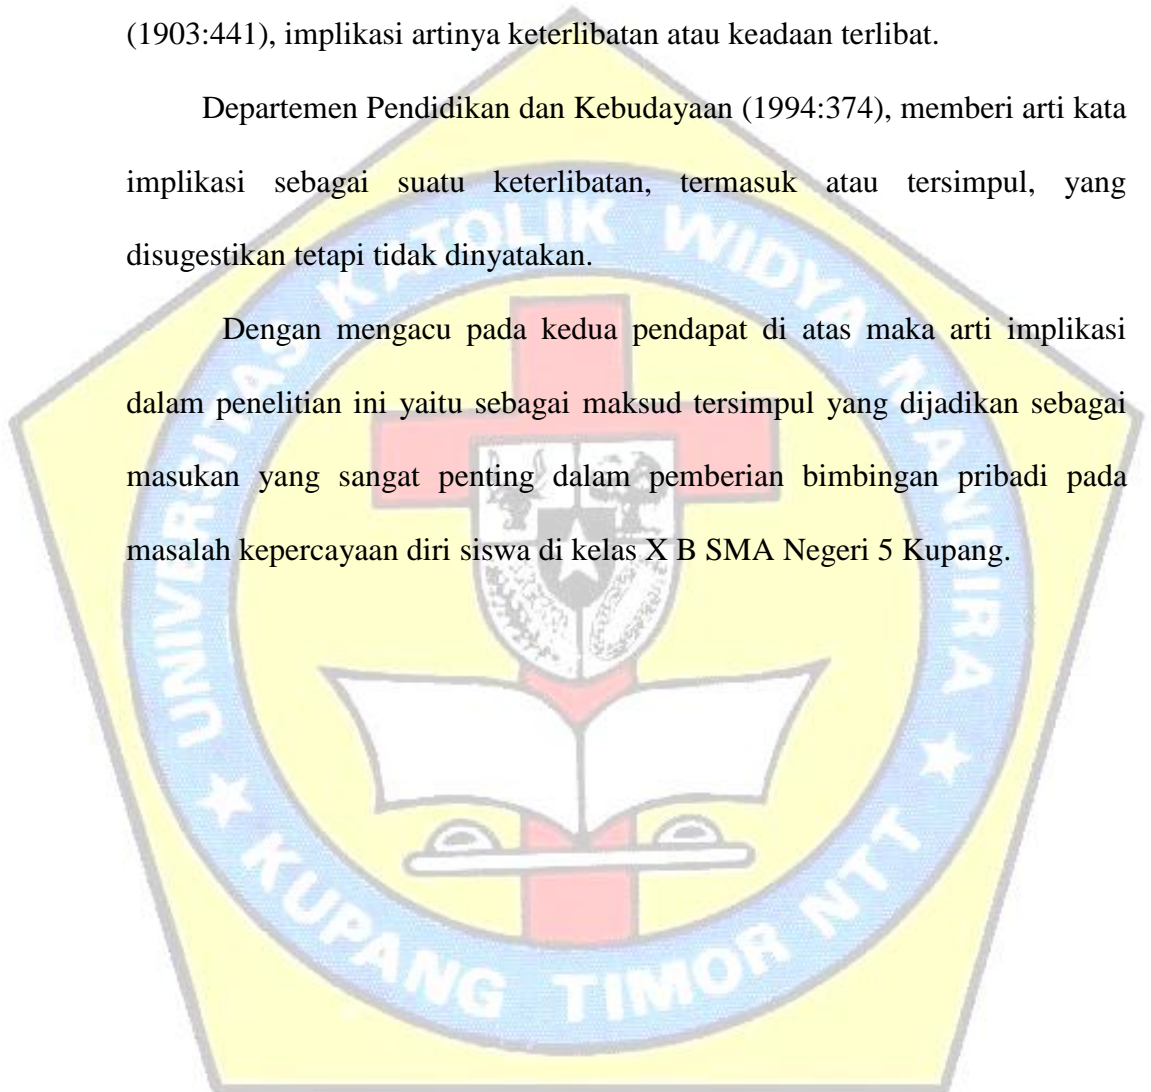 (1903:441), implikasi artinya keterlibatan atau keadaan terlibat.
Departemen Pendidikan dan Kebudayaan (1994:374), memberi arti kata
implikasi sebagai suatu keterlibatan, termasuk atau tersimpul, yang
disugestikan tetapi tidak dinyatakan.
Dengan mengacu pada kedua pendapat di atas maka arti implikasi
dalam penelitian ini yaitu sebagai maksud tersimpul yang dijadikan sebagai
masukan yang sangat penting dalam pemberian bimbingan pribadi pada
masalah kepercayaan diri siswa di kelas X B SMA Negeri 5 Kupang.
UNIVERSITAS KATOLIK WIDYA MANDIRA
KUPANG TIMOR NTT